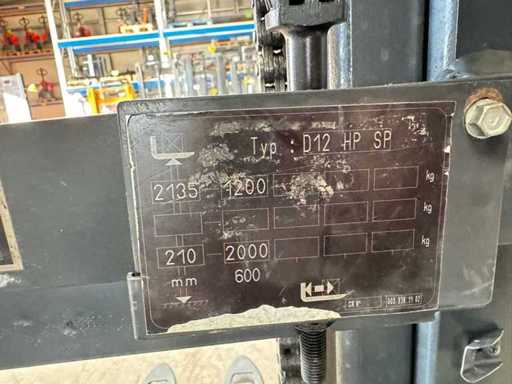 Typ : D12 HP SP
2135 1200 kg
kg
210 2000 kg
mm 600